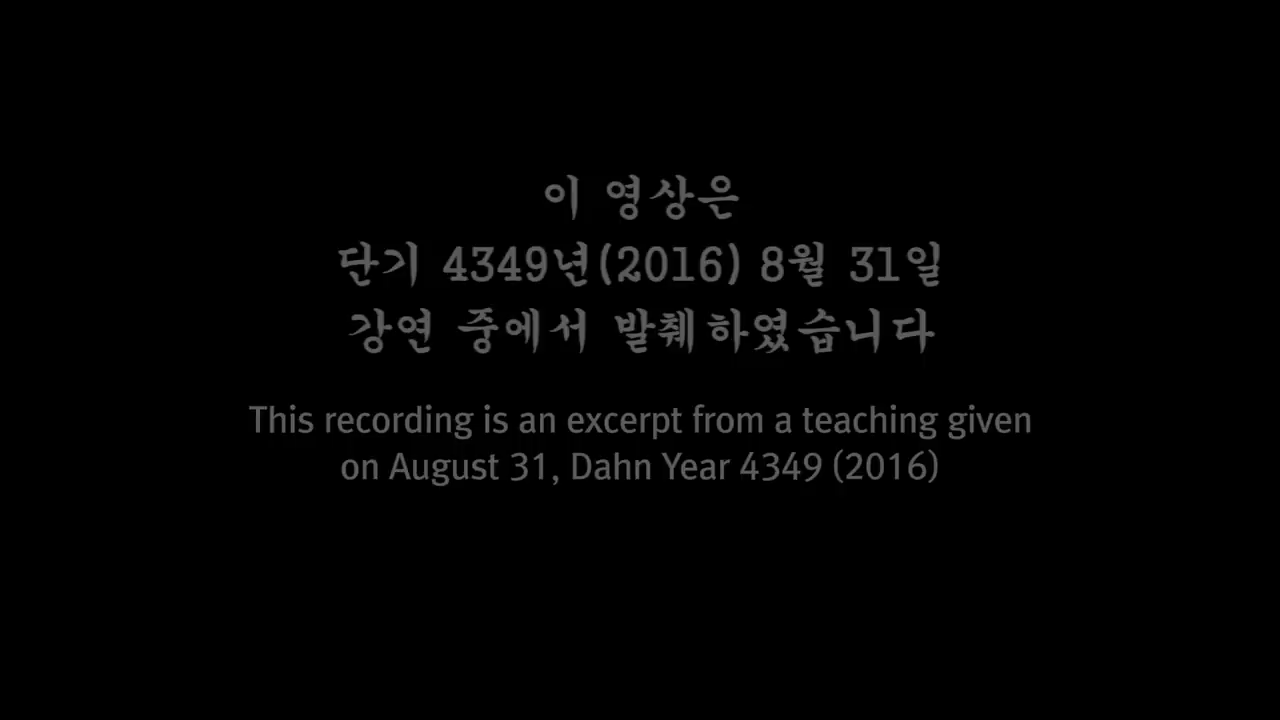 이 영상은
단기 4349년(2016) 8월 31일
강연 중에서 발췌하였습니다
This recording is an excerpt from a teaching given
on August 31, Dahn Year 4349 (2016)